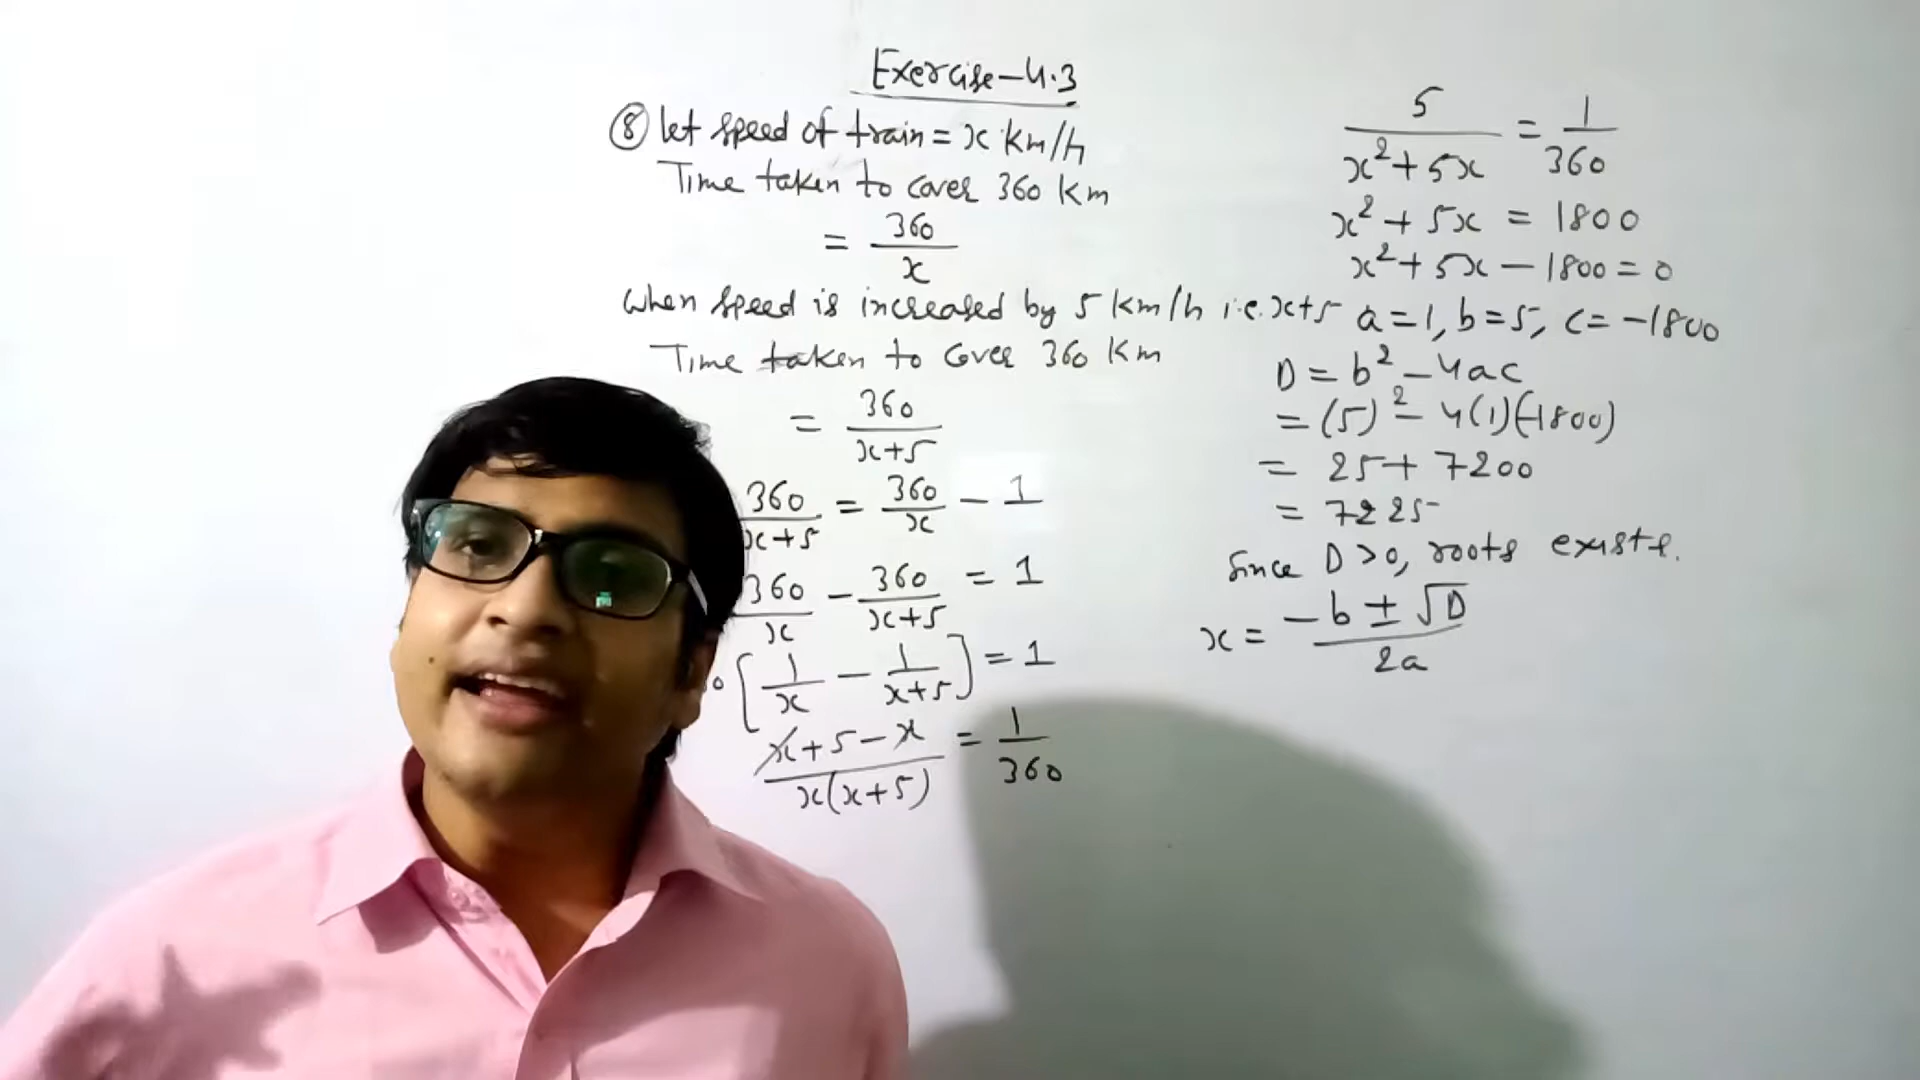 Exercise-4.3
⑧ let speed of train = x km/h
Time taken to cover 360 km
= 360/x
when speed is increased by 5 km/h i.e. x+5
Time taken to cover 360 km
= 360/(x+5)
360/(x+5) = 360/x - 1
360/x - 360/(x+5) = 1
[1/x - 1/(x+5)] = 1
(x+5-x)/(x(x+5)) = 1/360
5/(x²+5x) = 1/360
x²+5x = 1800
x²+5x-1800=0
a=1, b=5, c=-1800
D = b²-4ac
= (5)²-4(1)(-1800)
= 25+7200
= 7225
Since D>0, roots exists.
x = (-b±√D)/2a